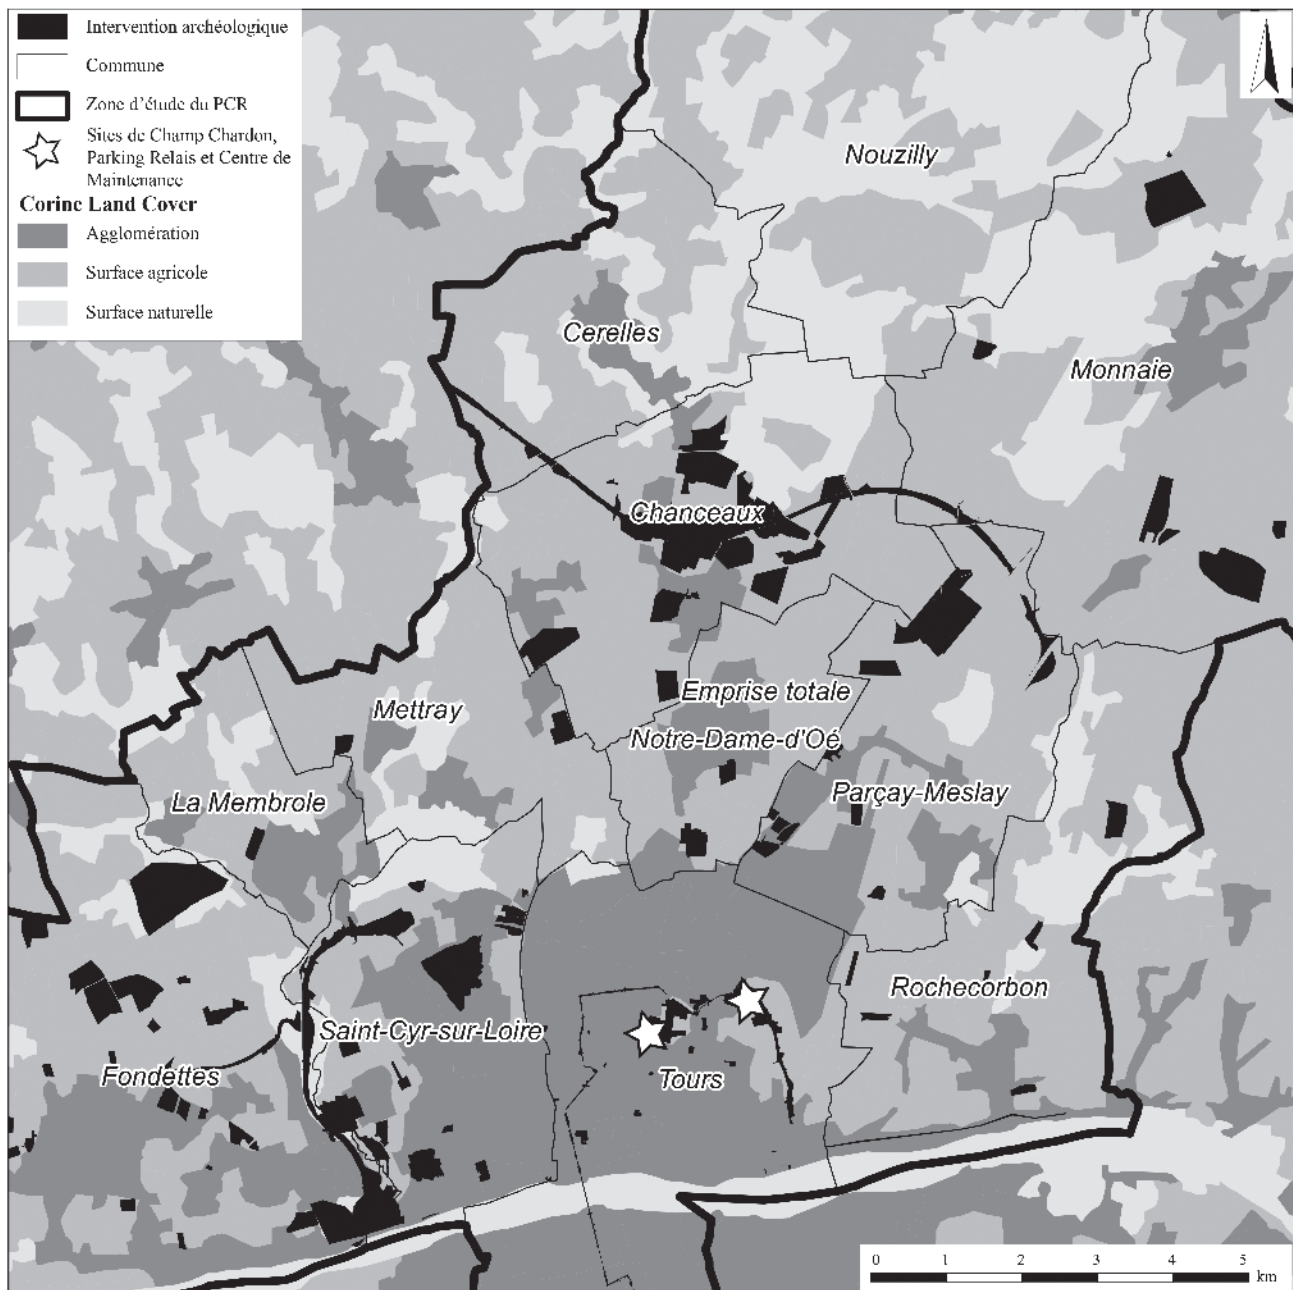 Intervention archéologique
Commune
Zone d'étude du PCR
Sites de Champ Chardon,
Parking Relais et Centre de
Maintenance
Corine Land Cover
Agglomération
Surface agricole
Surface naturelle
Nouzilly
Cerelles
Monnaie
Chanceaux
Emprise totale
Mettray
Notre-Dame-d'Oé
La Membrole
Parçay-Meslay
Rochecorbon
Saint-Cyr-sur-Loire
Fondettes
Tours
0 1 2 3 4 5
km